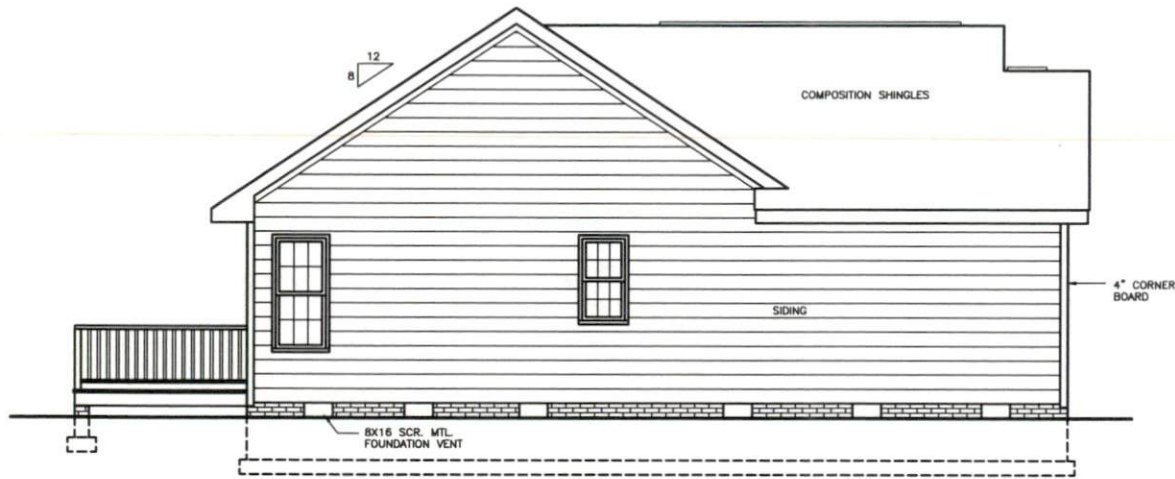 12
8
COMPOSITION SHINGLES
SIDING
4" CORNER
BOARD
8X16 SCR. MTL.
FOUNDATION VENT